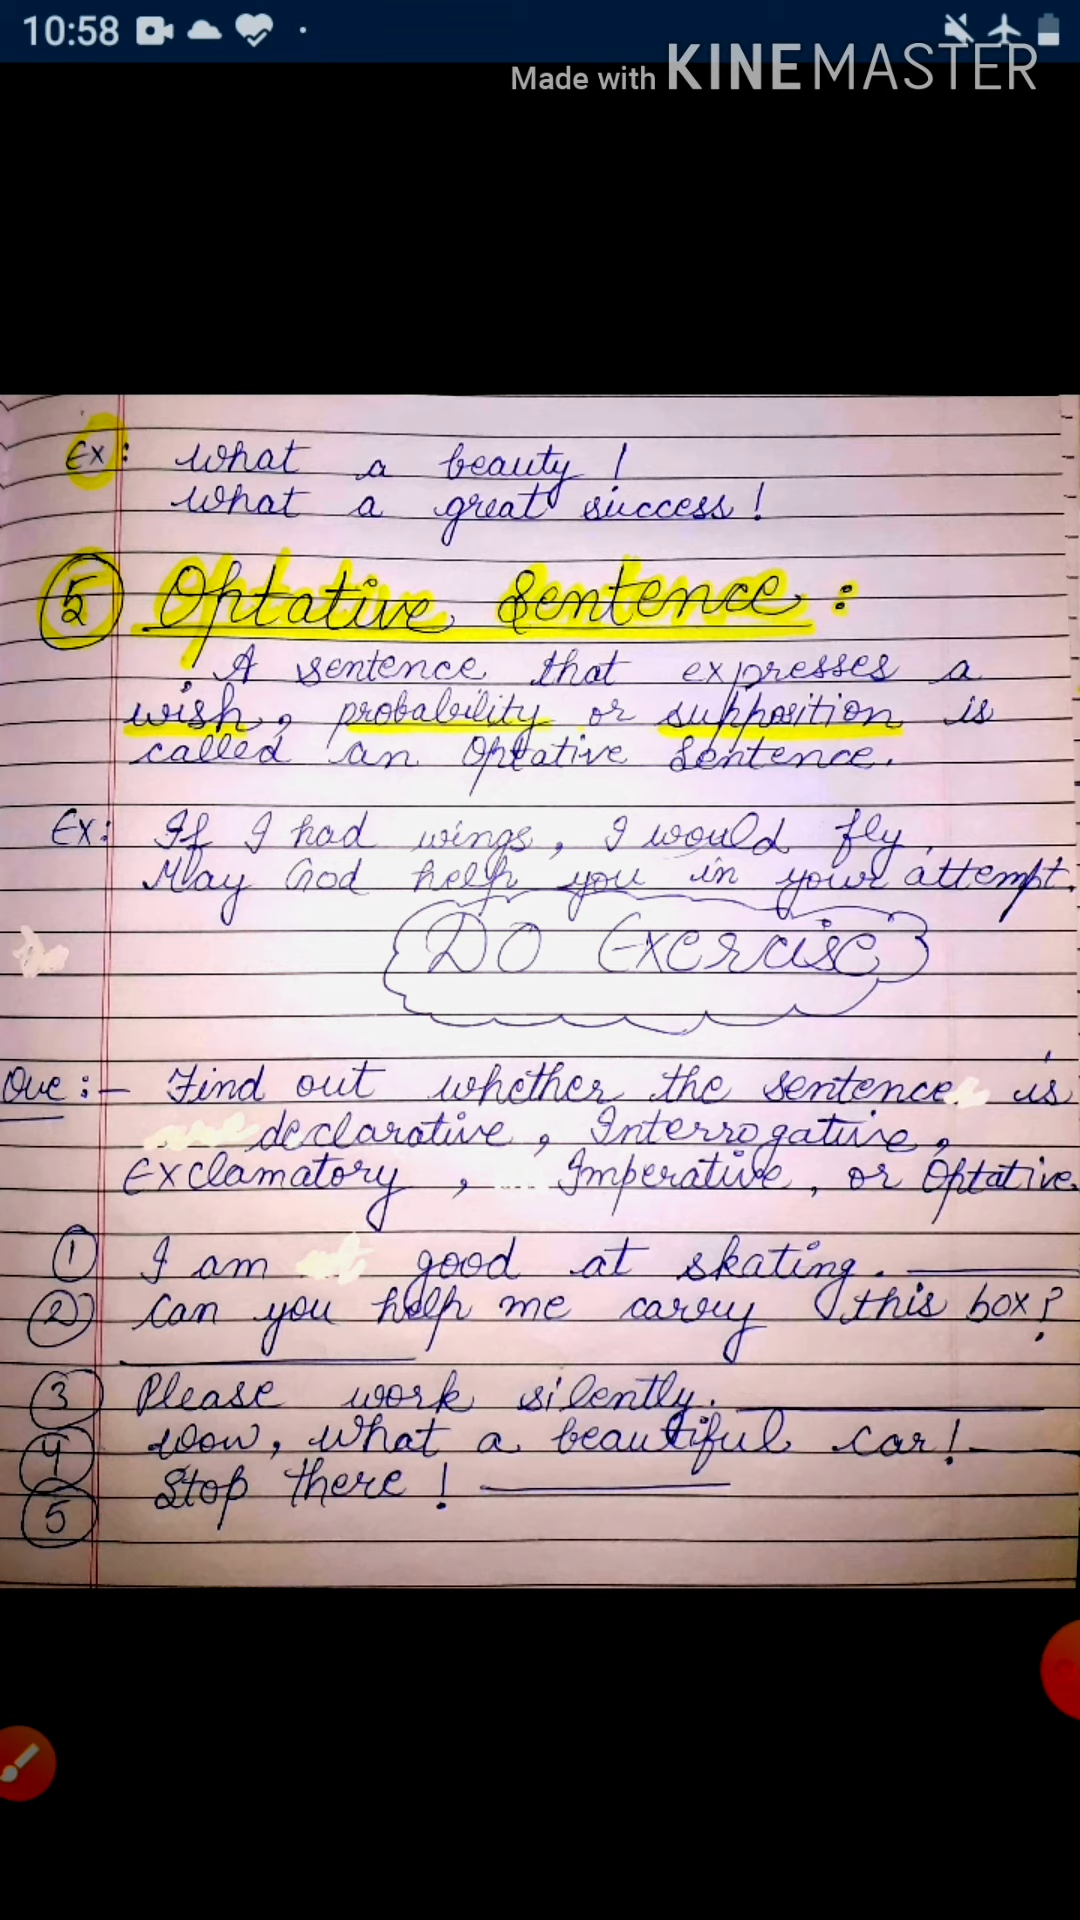 10:58
Made with KINEMASTER
Ex: What a beauty!
What a great success!
5 Optative Sentence:
A sentence that expresses a
wish, probability or supposition is
called an Optative Sentence.
Ex: If I had wings, I would fly.
May God help you in your attempt.
DO Exercise
Que:- Find out whether the sentence is
declarative, Interrogative,
Exclamatory, Imperative, or Optative.
1 I am good at skating.
2 Can you help me carry this box?
3 Please work silently.
4 Wow, what a beautiful car!
5 Stop there!